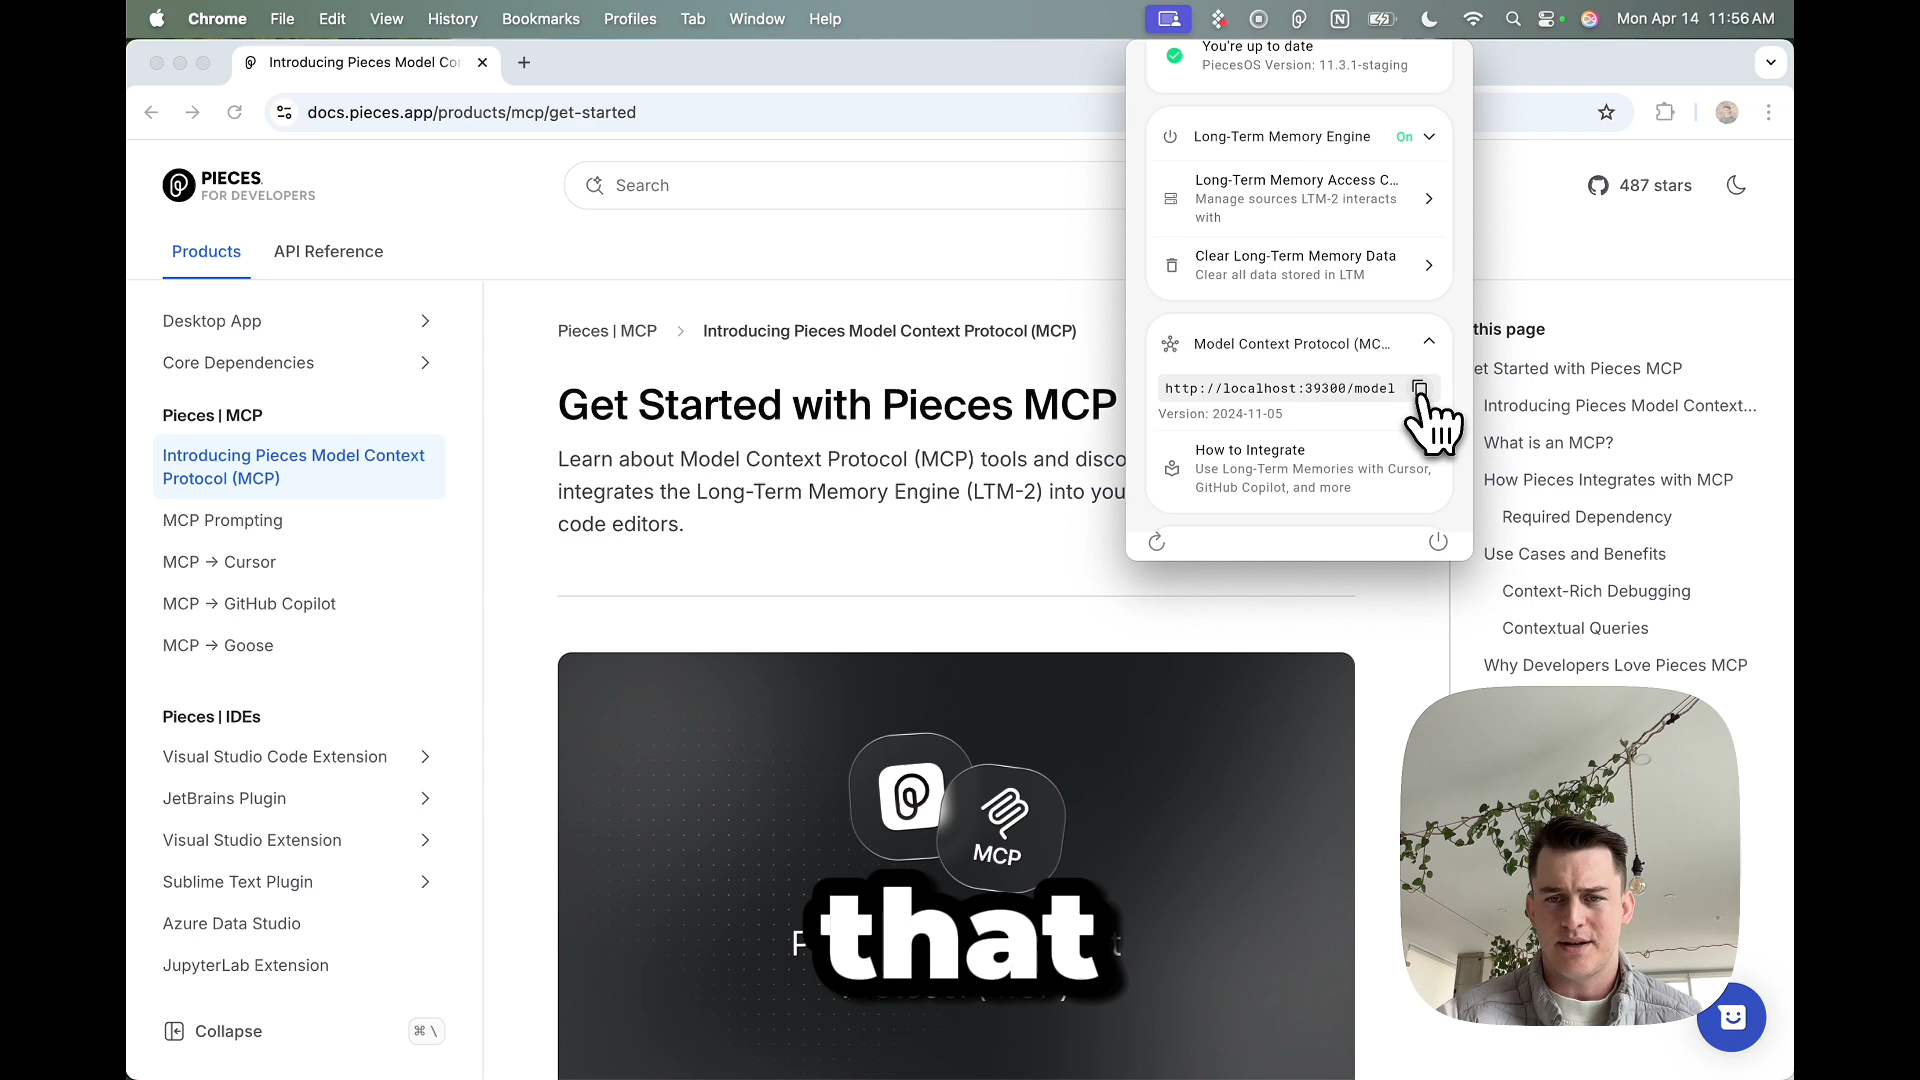 Chrome File Edit View History Bookmarks Profiles Tab Window Help
Mon Apr 14 11:56 AM
Introducing Pieces Model Co
docs.pieces.app/products/mcp/get-started
PIECES
FOR DEVELOPERS
Search
487 stars
Products
API Reference
Desktop App
Core Dependencies
Pieces | MCP
Introducing Pieces Model Context
Protocol (MCP)
MCP Prompting
MCP → Cursor
MCP → GitHub Copilot
MCP → Goose
Pieces | IDEs
Visual Studio Code Extension
JetBrains Plugin
Visual Studio Extension
Sublime Text Plugin
Azure Data Studio
JupyterLab Extension
Collapse
⌘ \
Pieces | MCP
Introducing Pieces Model Context Protocol (MCP)
Get Started with Pieces MCP
Learn about Model Context Protocol (MCP) tools and disco
integrates the Long-Term Memory Engine (LTM-2) into you
code editors.
MCP
that
You're up to date
PiecesOS Version: 11.3.1-staging
Long-Term Memory Engine
On
Long-Term Memory Access C...
Manage sources LTM-2 interacts
with
Clear Long-Term Memory Data
Clear all data stored in LTM
Model Context Protocol (MC...
http://localhost:39300/model
Version: 2024-11-05
How to Integrate
Use Long-Term Memories with Cursor,
GitHub Copilot, and more
this page
et Started with Pieces MCP
Introducing Pieces Model Context...
What is an MCP?
How Pieces Integrates with MCP
Required Dependency
Use Cases and Benefits
Context-Rich Debugging
Contextual Queries
Why Developers Love Pieces MCP